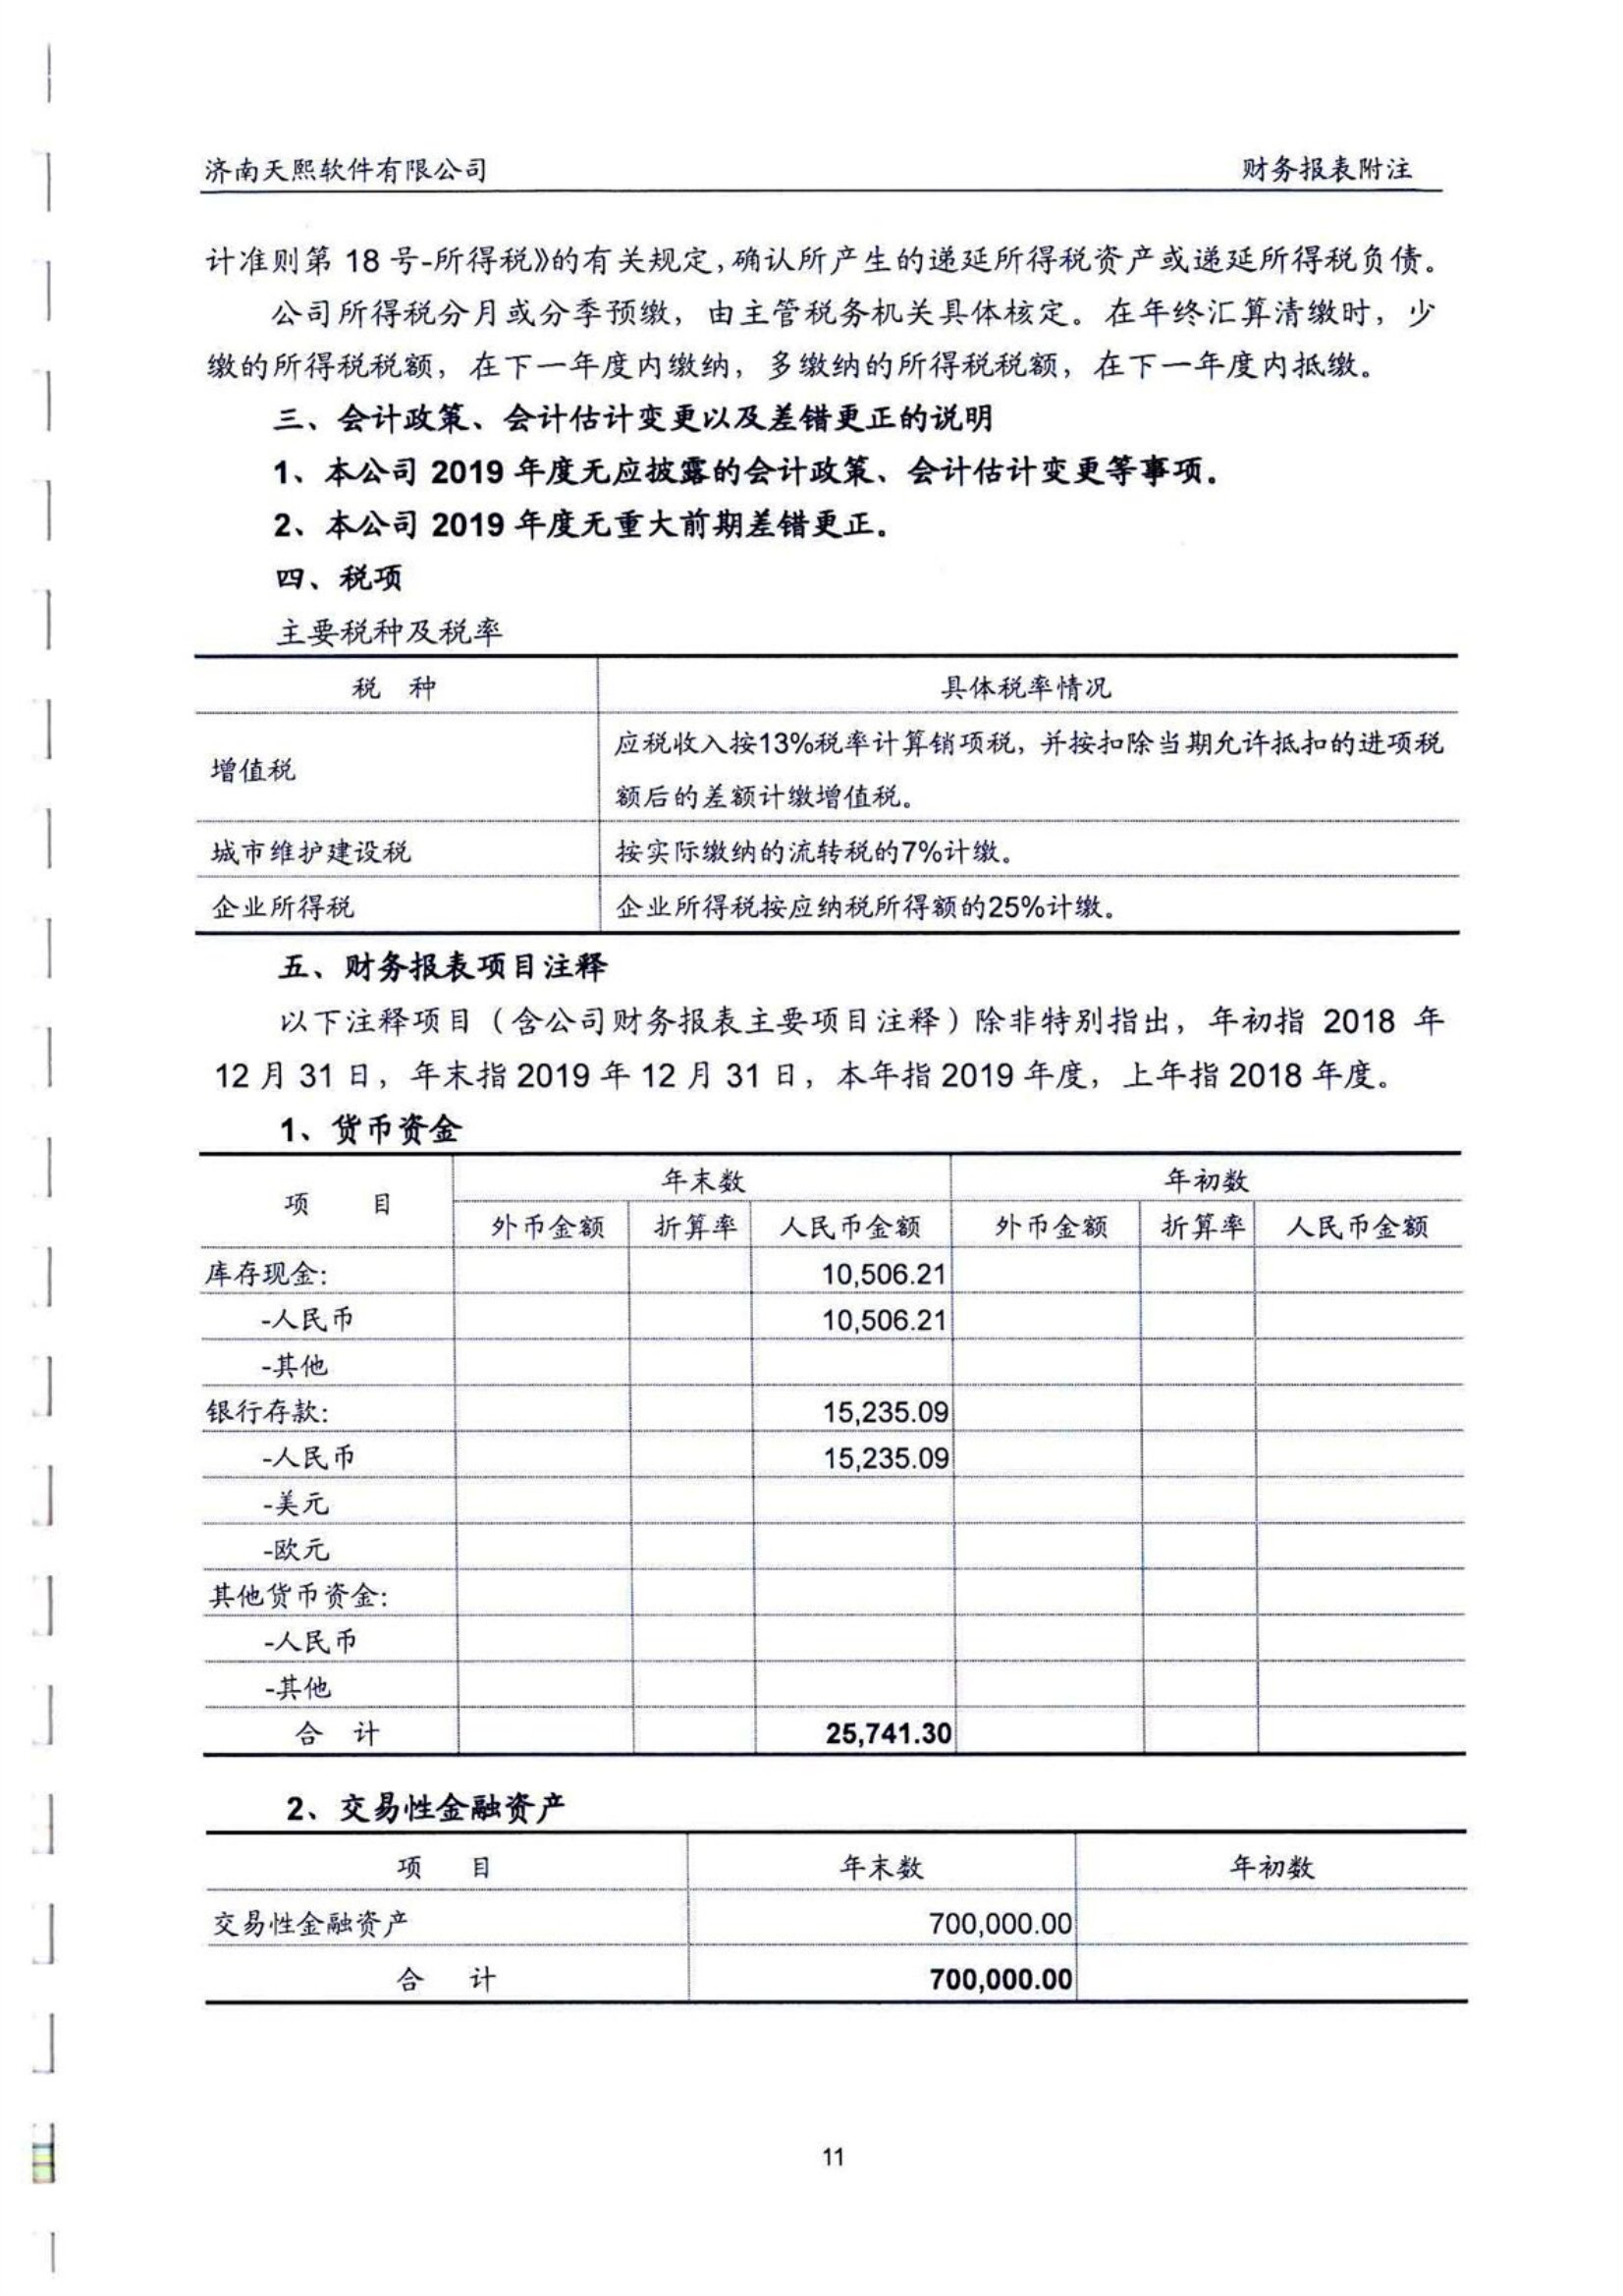 济南天熙软件有限公司 财务报表附注
计准则第 18 号-所得税》的有关规定,确认所产生的递延所得税资产或递延所得税负债。
公司所得税分月或分季预缴，由主管税务机关具体核定。在年终汇算清缴时，少
缴的所得税税额，在下一年度内缴纳，多缴纳的所得税税额，在下一年度内抵缴。
三、会计政策、会计估计变更以及差错更正的说明
1、本公司 2019 年度无应披露的会计政策、会计估计变更等事项。
2、本公司 2019 年度无重大前期差错更正。
四、税项
主要税种及税率
税 种 具体税率情况
增值税 应税收入按13%税率计算销项税，并按扣除当期允许抵扣的进项税
额后的差额计缴增值税。
城市维护建设税 按实际缴纳的流转税的7%计缴。
企业所得税 企业所得税按应纳税所得额的25%计缴。
五、财务报表项目注释
以下注释项目（含公司财务报表主要项目注释）除非特别指出，年初指 2018 年
12 月 31 日，年末指 2019 年 12 月 31 日，本年指 2019 年度，上年指 2018 年度。
1、货币资金
项 目 年末数 年初数
外币金额 折算率 人民币金额 外币金额 折算率 人民币金额
库存现金: 10,506.21
-人民币 10,506.21
-其他
银行存款: 15,235.09
-人民币 15,235.09
-美元
-欧元
其他货币资金:
-人民币
-其他
合 计 25,741.30
2、交易性金融资产
项 目 年末数 年初数
交易性金融资产 700,000.00
合 计 700,000.00
11